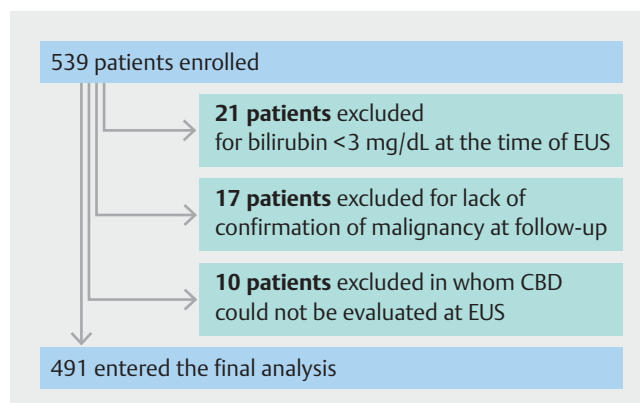 539 patients enrolled
21 patients excluded
for bilirubin <3 mg/dL at the time of EUS
17 patients excluded for lack of
confirmation of malignancy at follow-up
10 patients excluded in whom CBD
could not be evaluated at EUS
491 entered the final analysis